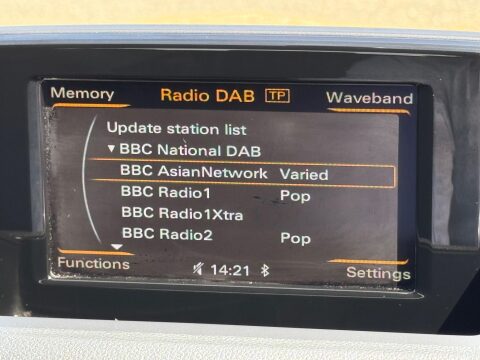 Memory Radio DAB TP Waveband
Update station list
▼ BBC National DAB
BBC AsianNetwork Varied
BBC Radio1 Pop
BBC Radio1Xtra
BBC Radio2 Pop
Functions 14:21 Settings